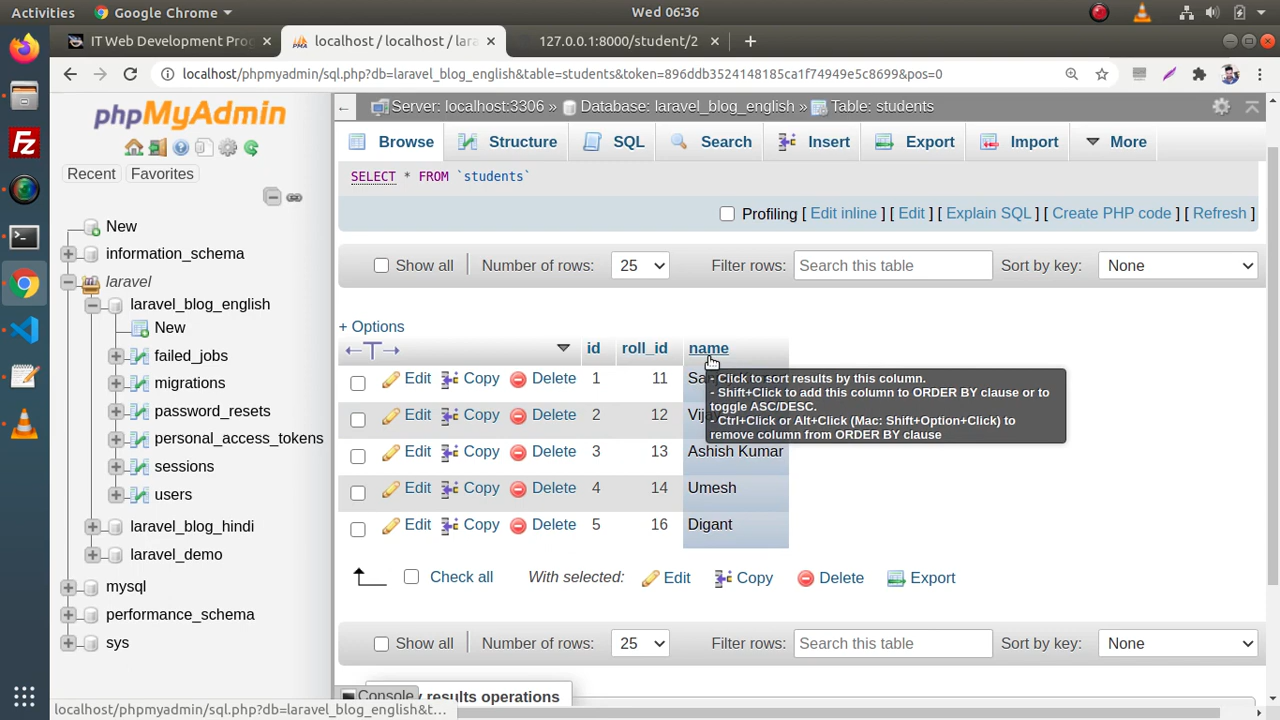 Activities Google Chrome Wed 06:36
IT Web Development Pro × localhost / localhost / lara × 127.0.0.1:8000/student/2 × +
localhost/phpmyadmin/sql.php?db=laravel_blog_english&table=students&token=896ddb3524148185ca1f74949e5c8699&pos=0
phpMyAdmin
Recent Favorites
New
information_schema
laravel
laravel_blog_english
New
failed_jobs
migrations
password_resets
personal_access_tokens
sessions
users
laravel_blog_hindi
laravel_demo
mysql
performance_schema
sys
Server: localhost:3306 » Database: laravel_blog_english » Table: students
Browse Structure SQL Search Insert Export Import More
SELECT * FROM `students`
Profiling [ Edit inline ] [ Edit ] [ Explain SQL ] [ Create PHP code ] [ Refresh ]
Show all Number of rows: 25 Filter rows: Search this table Sort by key: None
+ Options
id roll_id name
Edit Copy Delete 1 11
Edit Copy Delete 2 12
Edit Copy Delete 3 13 Ashish Kumar
Edit Copy Delete 4 14 Umesh
Edit Copy Delete 5 16 Digant
- Click to sort results by this column.
- Shift+Click to add this column to ORDER BY clause or to
toggle ASC/DESC.
- Ctrl+Click or Alt+Click (Mac: Shift+Option+Click) to
remove column from ORDER BY clause
Check all With selected: Edit Copy Delete Export
Show all Number of rows: 25 Filter rows: Search this table Sort by key: None
Console results operations
localhost/phpmyadmin/sql.php?db=laravel_blog_english&t...